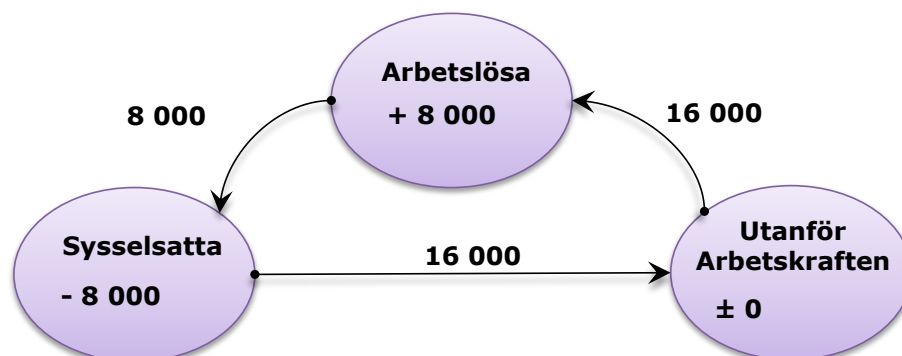 Arbetslösa
+ 8 000
8 000
16 000
Sysselsatta
- 8 000
16 000
Utanför
Arbetskraften
± 0